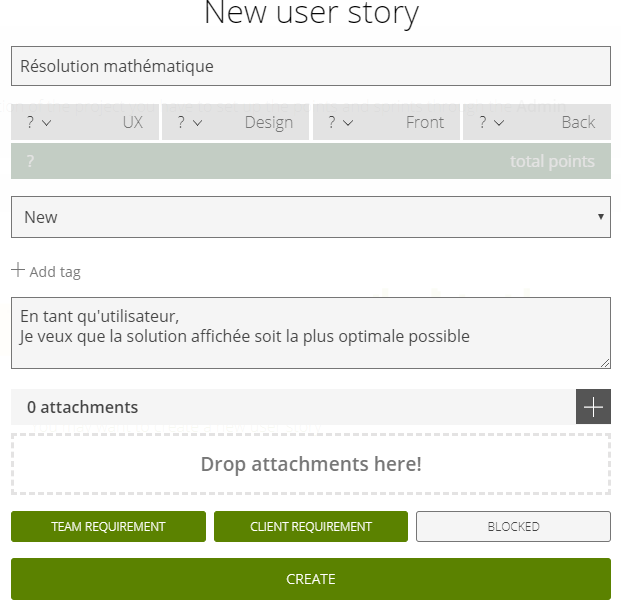 New user story
Résolution mathématique
? UX ? Design ? Front ? Back
? total points
New
Add tag
En tant qu'utilisateur,
Je veux que la solution affichée soit la plus optimale possible
0 attachments
Drop attachments here!
TEAM REQUIREMENT CLIENT REQUIREMENT BLOCKED
CREATE